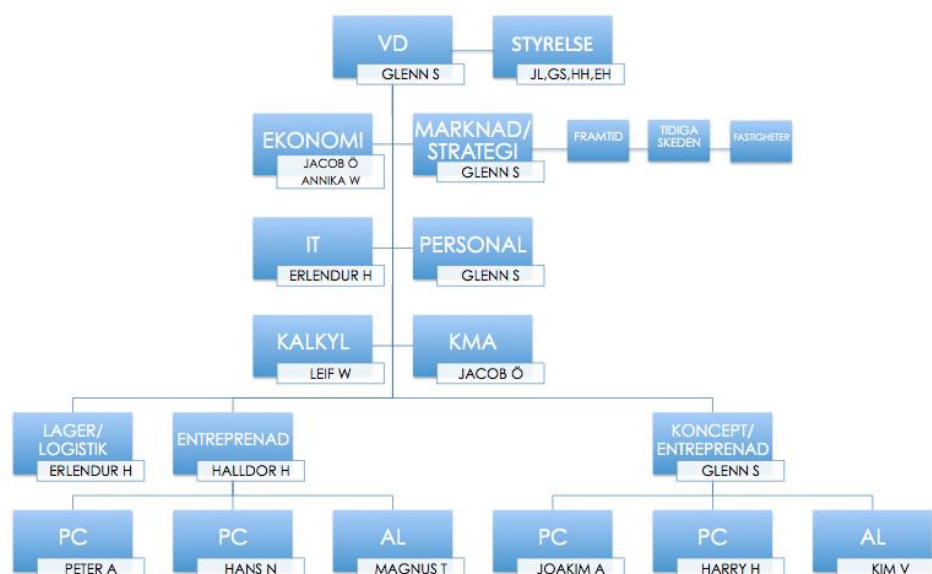 VD
GLENN S
STYRELSE
JL,GS,HH,EH
EKONOMI
JACOB Ö
ANNIKA W
MARKNAD/
STRATEGI
GLENN S
FRAMTID
TIDIGA
SKEDEN
FASTIGHETER
IT
ERLENDUR H
PERSONAL
GLENN S
KALKYL
LEIF W
KMA
JACOB Ö
LAGER/
LOGISTIK
ERLENDUR H
ENTREPRENAD
HALLDOR H
KONCEPT/
ENTREPRENAD
GLENN S
PC
PETER A
PC
HANS N
AL
MAGNUS T
PC
JOAKIM A
PC
HARRY H
AL
KIM V